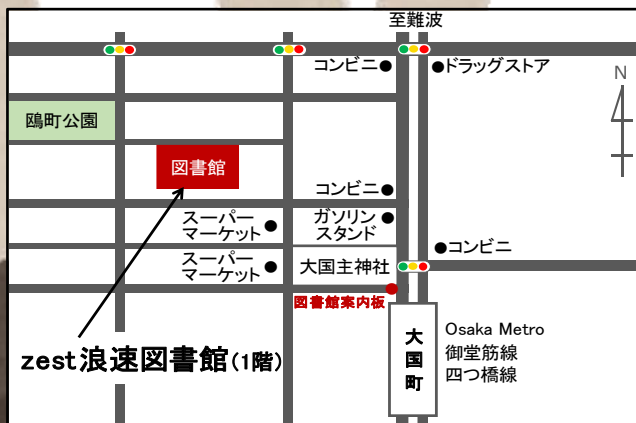 至難波
コンビニ
ドラッグストア
N
鴎町公園
図書館
コンビニ
スーパー
マーケット
ガソリン
スタンド
コンビニ
スーパー
マーケット
大国主神社
図書館案内板
zest浪速図書館(1階)
大国町
Osaka Metro
御堂筋線
四つ橋線